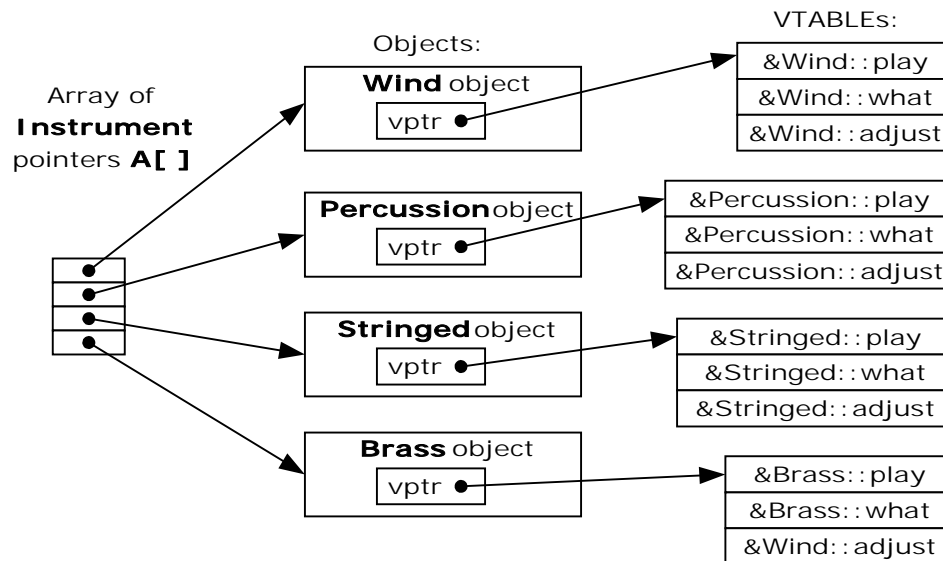 Array of
Instrument
pointers A[ ]
Objects:
Wind object
vptr
Percussion object
vptr
Stringed object
vptr
Brass object
vptr
VTABLEs:
&Wind::play
&Wind::what
&Wind::adjust
&Percussion::play
&Percussion::what
&Percussion::adjust
&Stringed::play
&Stringed::what
&Stringed::adjust
&Brass::play
&Brass::what
&Wind::adjust